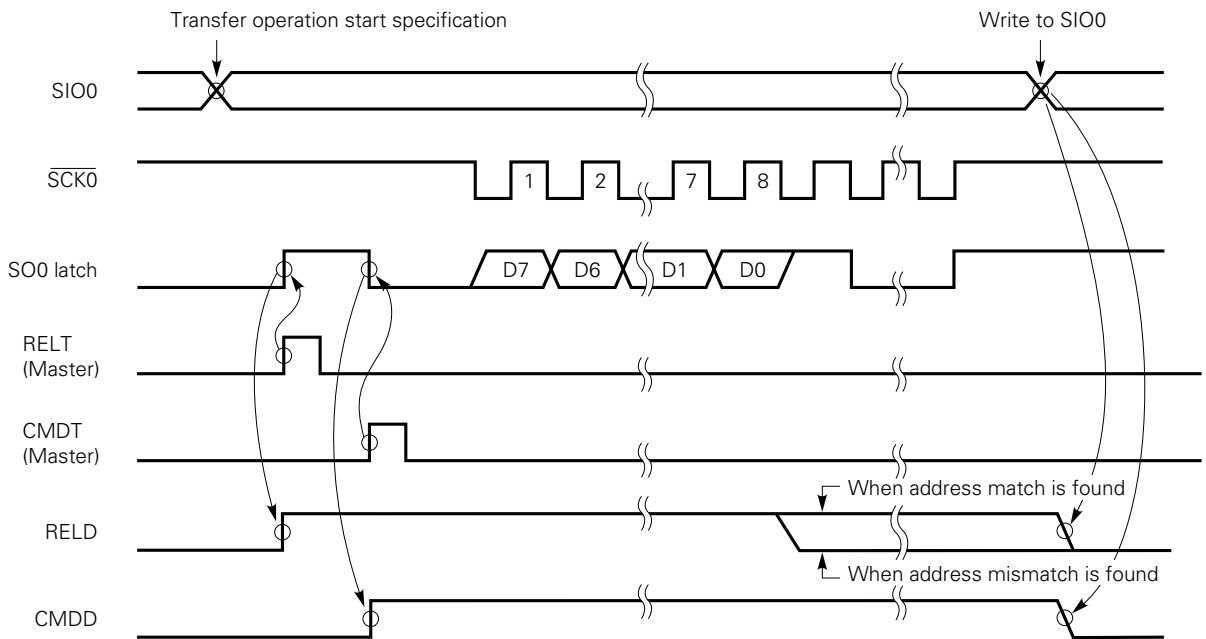 Transfer operation start specification
Write to SIO0
SIO0
SCK0
1 2 7 8
SO0 latch
D7 D6 D1 D0
RELT
(Master)
CMDT
(Master)
When address match is found
RELD
When address mismatch is found
CMDD